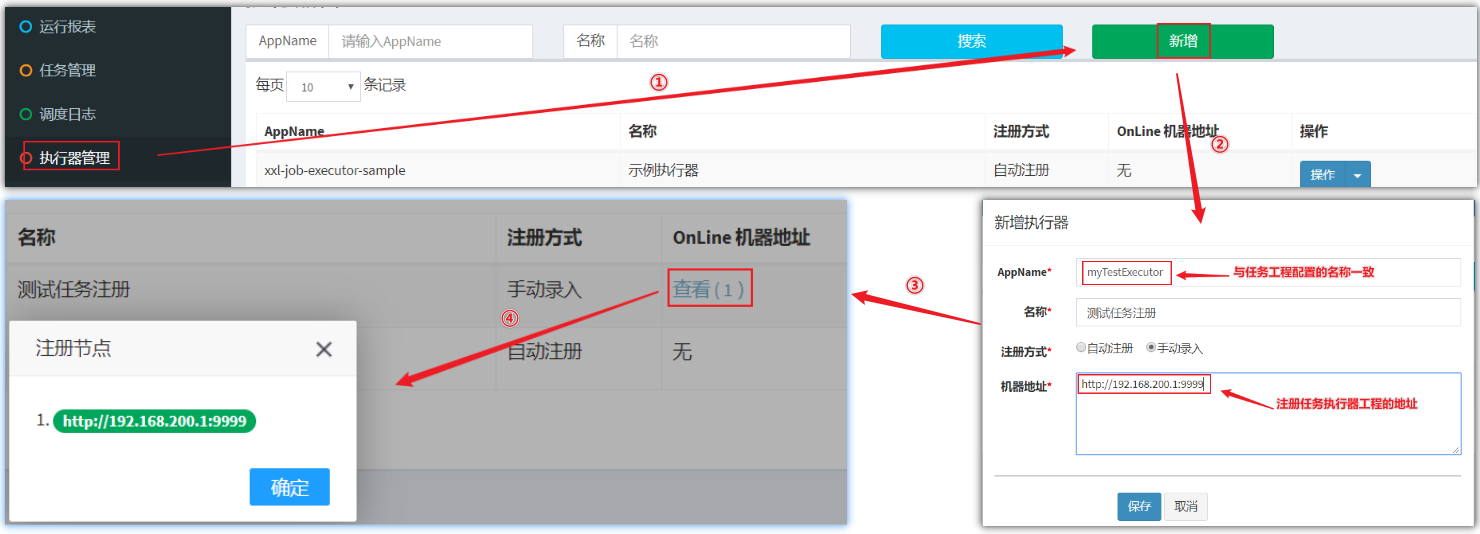 运行报表
任务管理
调度日志
执行器管理
AppName 请输入AppName 名称 名称 搜索 新增
每页 10 条记录
①
AppName 名称 注册方式 OnLine 机器地址 操作
②
xxl-job-executor-sample 示例执行器 自动注册 无 操作
新增执行器
AppName* myTestExecutor 与任务工程配置的名称一致
名称* 测试任务注册
注册方式* 自动注册 手动录入
机器地址* http://192.168.200.1:9999
注册任务执行器工程的地址
保存 取消
③
名称 注册方式 OnLine 机器地址
测试任务注册 手动录入 查看 ( 1 )
④
自动注册 无
注册节点 ×
1. http://192.168.200.1:9999
确定